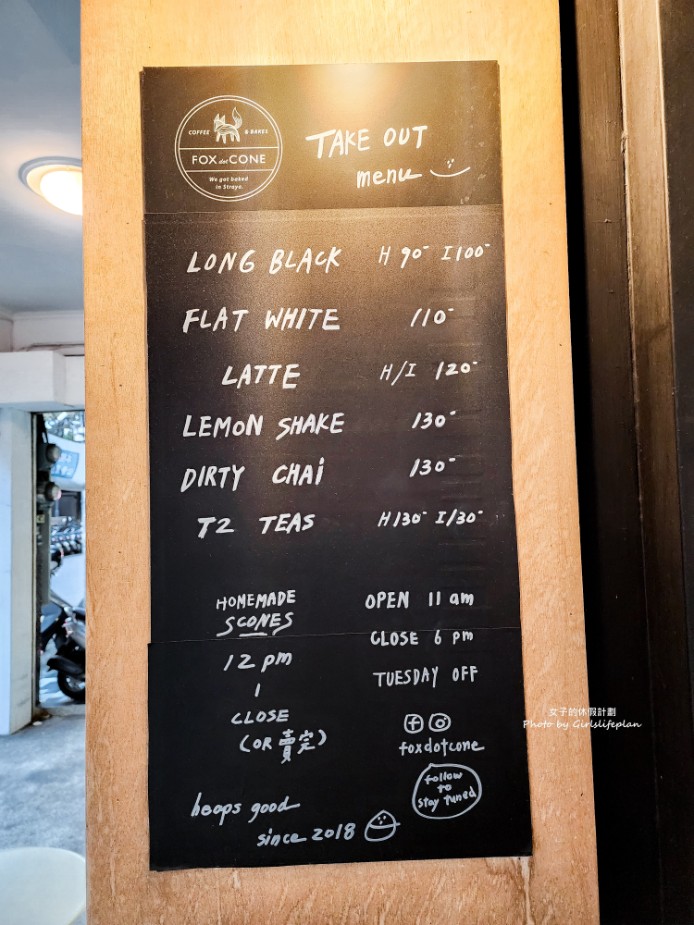 COFFEE & BAKES
FOX dot CONE
We got baked
in Straya.
TAKE OUT
menu
LONG BLACK H 90- I 100-
FLAT WHITE 110-
LATTE H/I 120-
LEMON SHAKE 130-
DIRTY CHAI 130-
T2 TEAS H 130- I 130-
HOMEMADE
SCONES
12 pm
|
CLOSE
(OR 賣完)
OPEN 11 am
CLOSE 6 pm
TUESDAY OFF
foxdotcone
follow
to
stay tuned
heaps good
since 2018
女子的休假計劃
Photo by Girlslifeplan